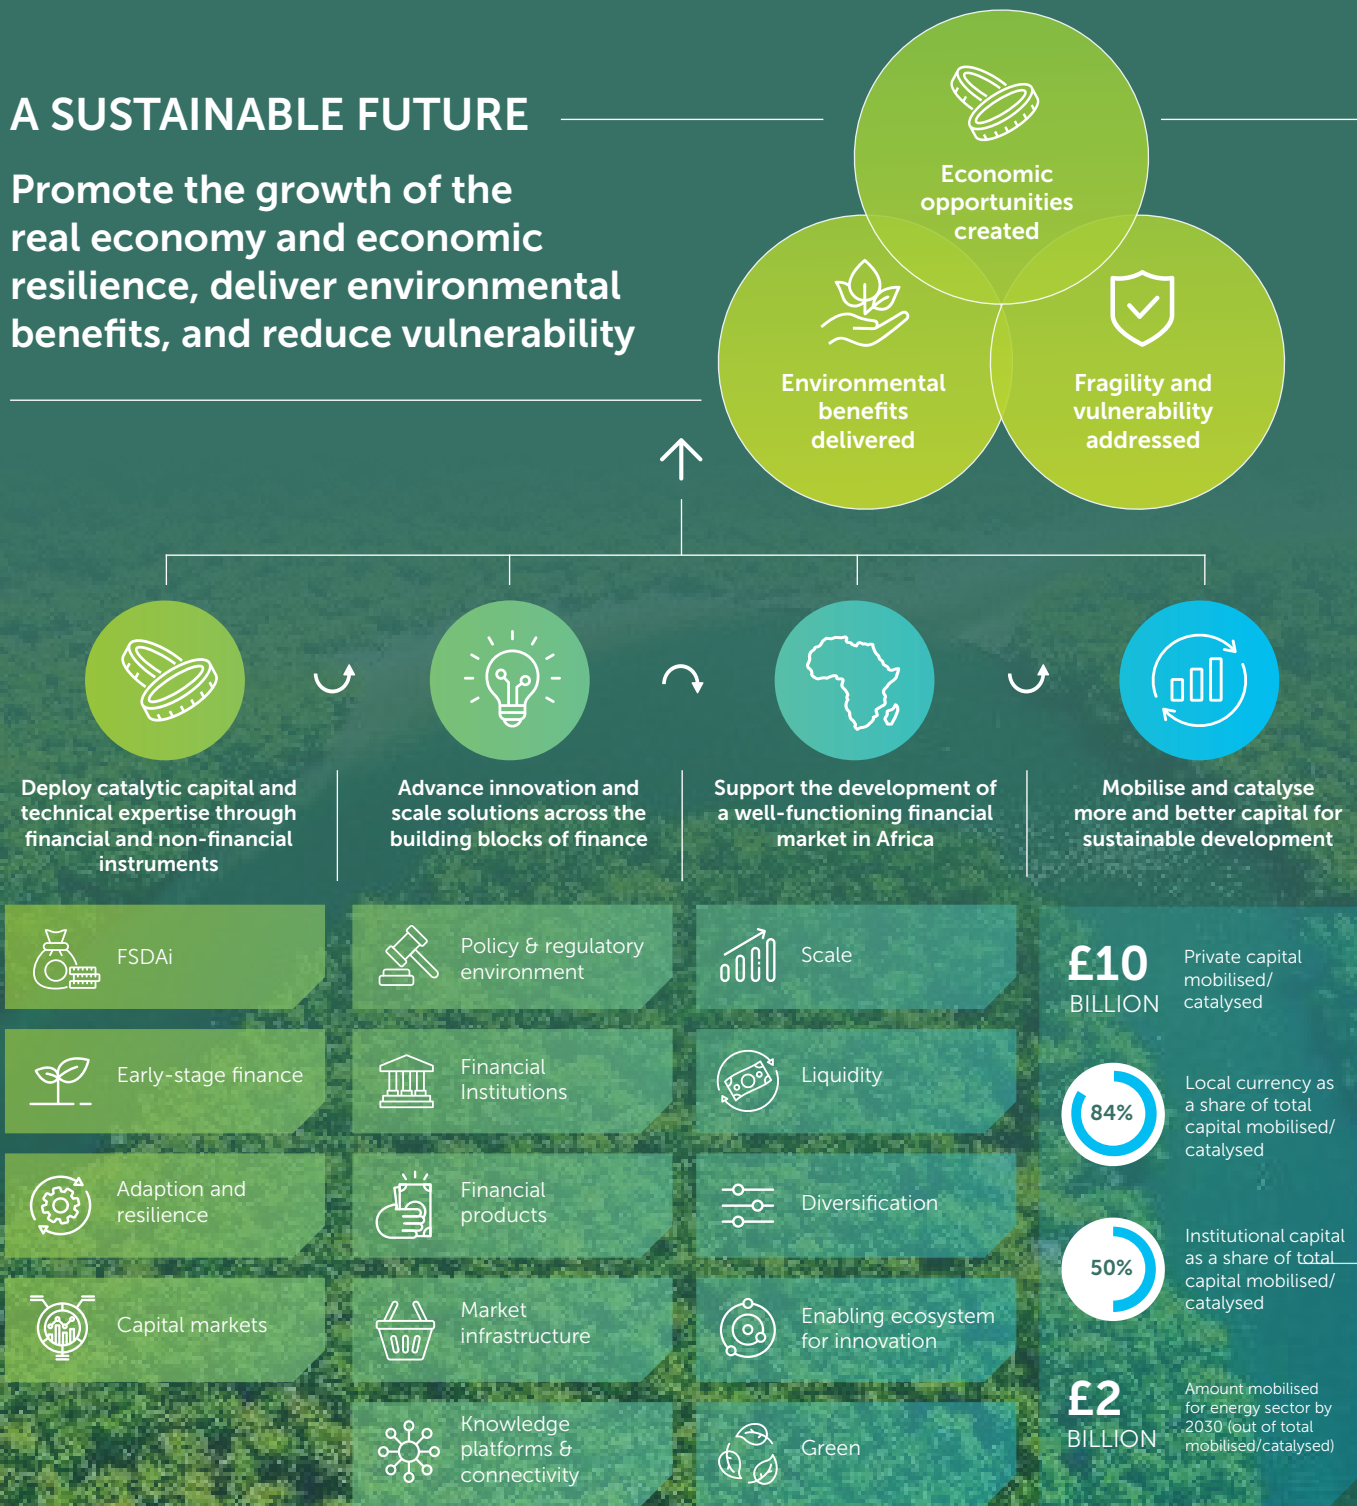 A SUSTAINABLE FUTURE
Promote the growth of the
real economy and economic
resilience, deliver environmental
benefits, and reduce vulnerability
Economic
opportunities
created
Environmental
benefits
delivered
Fragility and
vulnerability
addressed
Deploy catalytic capital and
technical expertise through
financial and non-financial
instruments
Advance innovation and
scale solutions across the
building blocks of finance
Support the development of
a well-functioning financial
market in Africa
Mobilise and catalyse
more and better capital for
sustainable development
FSDAi
Early-stage finance
Adaption and
resilience
Capital markets
Policy & regulatory
environment
Financial
Institutions
Financial
products
Market
infrastructure
Knowledge
platforms &
connectivity
Scale
Liquidity
Diversification
Enabling ecosystem
for innovation
Green
£10
BILLION
Private capital
mobilised/
catalysed
84%
Local currency as
a share of total
capital mobilised/
catalysed
50%
Institutional capital
as a share of total
capital mobilised/
catalysed
£2
BILLION
Amount mobilised
for energy sector by
2030 (out of total
mobilised/catalysed)